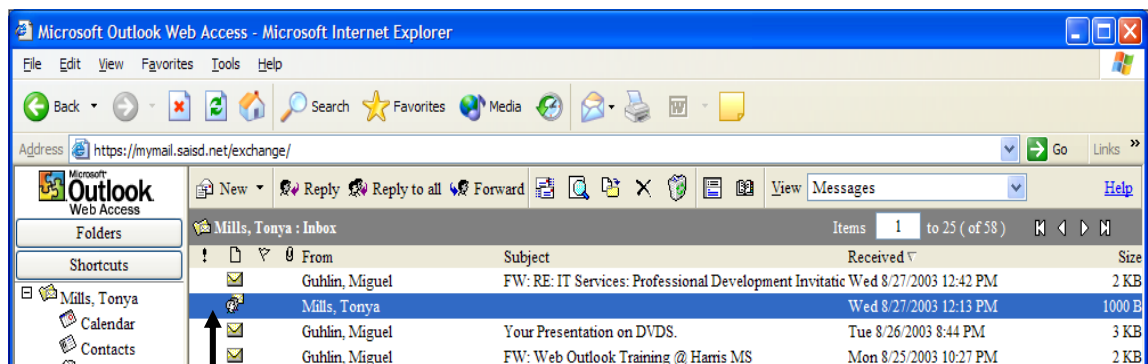 Microsoft Outlook Web Access - Microsoft Internet Explorer
File Edit View Favorites Tools Help
Back Search Favorites Media
Address https://mymail.saisd.net/exchange/ Go Links »
Microsoft Outlook Web Access
New Reply Reply to all Forward View Messages Help
Folders
Mills, Tonya : Inbox Items 1 to 25 ( of 58 )
Shortcuts
! From Subject Received Size
Guhlin, Miguel FW: RE: IT Services: Professional Development Invitatic Wed 8/27/2003 12:42 PM 2 KB
Mills, Tonya
Mills, Tonya Wed 8/27/2003 12:13 PM 1000 B
Calendar
Guhlin, Miguel Your Presentation on DVDS. Tue 8/26/2003 8:44 PM 3 KB
Contacts
Guhlin, Miguel FW: Web Outlook Training @ Harris MS Mon 8/25/2003 10:27 PM 2 KB